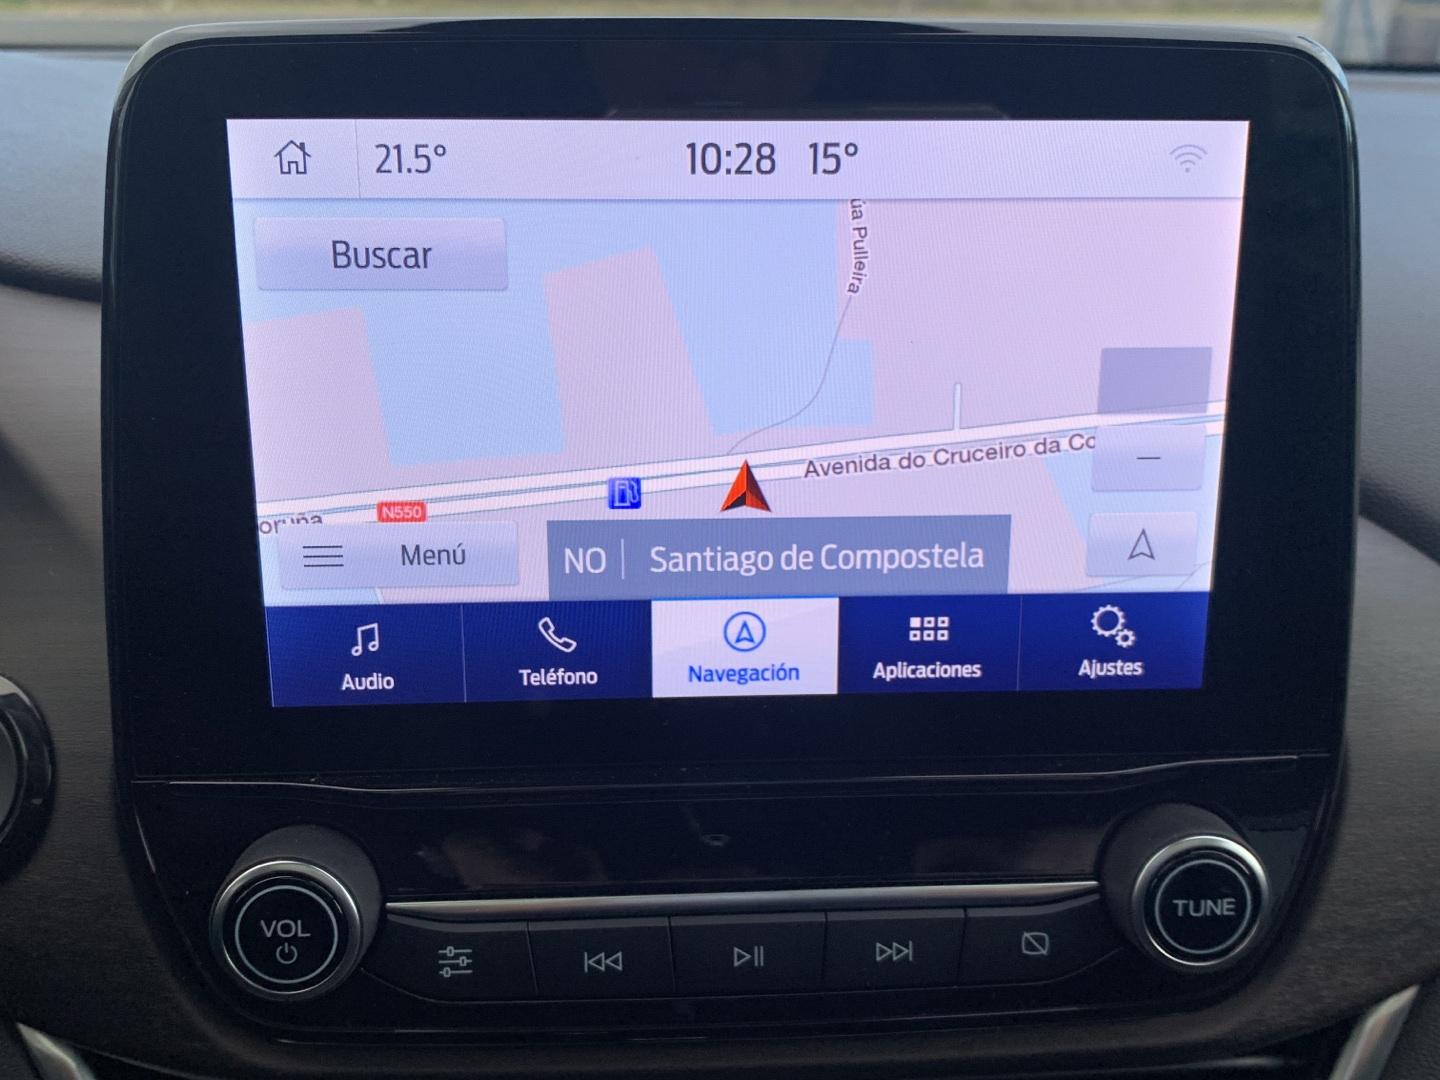 21.5° 10:28 15°
Buscar
úa Pulleira
Avenida do Cruceiro da Co
oruña
N550
Menú
NO Santiago de Compostela
Audio
Teléfono
Navegación
Aplicaciones
Ajustes
VOL
TUNE